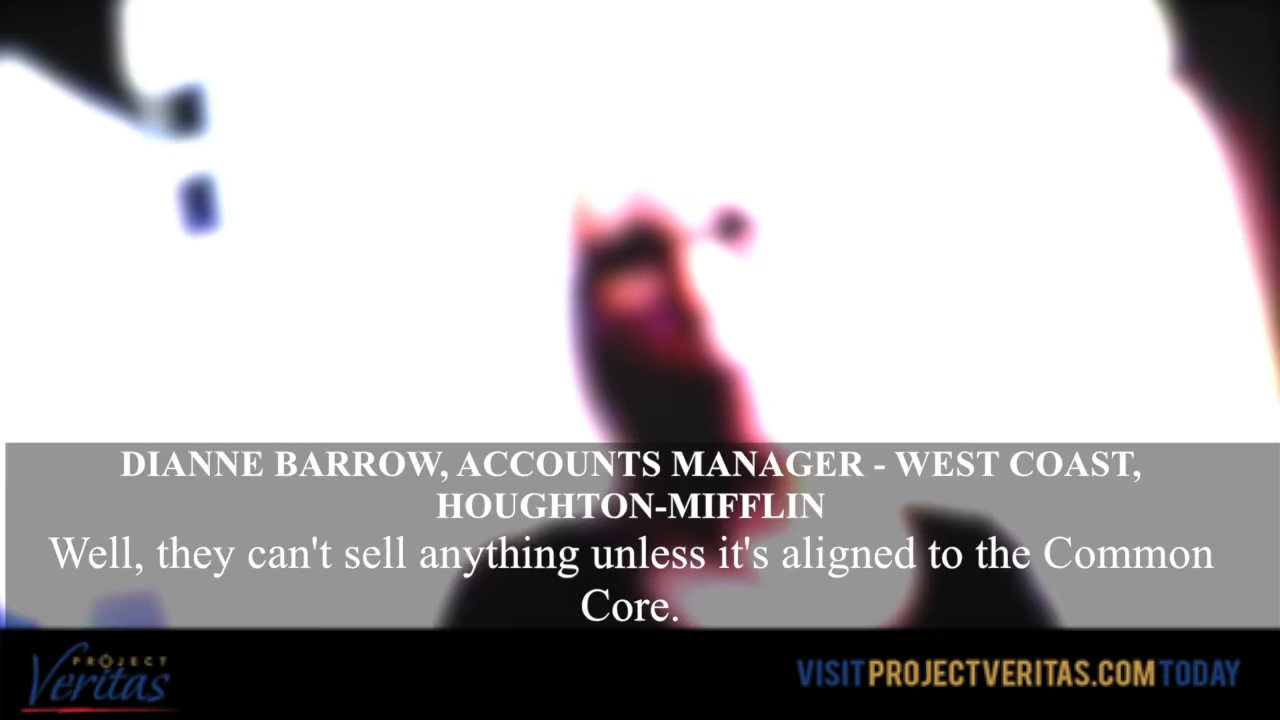 DIANNE BARROW, ACCOUNTS MANAGER - WEST COAST,
HOUGHTON-MIFFLIN
Well, they can't sell anything unless it's aligned to the Common
Core.
PROJECT
Veritas
VISITPROJECTVERITAS.COMTODAY